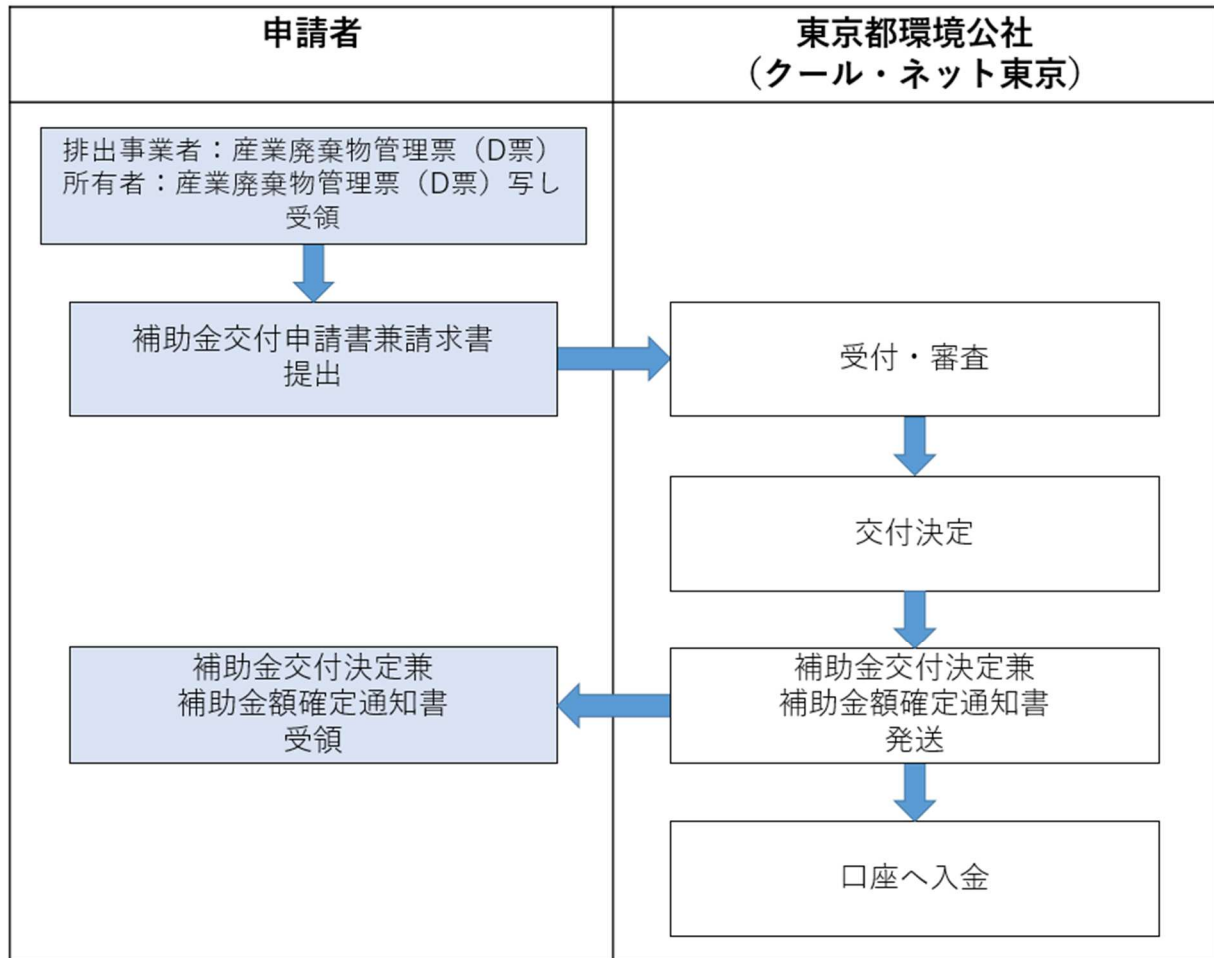 申請者
東京都環境公社
（クール・ネット東京）
排出事業者：産業廃棄物管理票（D票）
所有者：産業廃棄物管理票（D票）写し
受領
補助金交付申請書兼請求書
提出
受付・審査
交付決定
補助金交付決定兼
補助金額確定通知書
受領
補助金交付決定兼
補助金額確定通知書
発送
口座へ入金